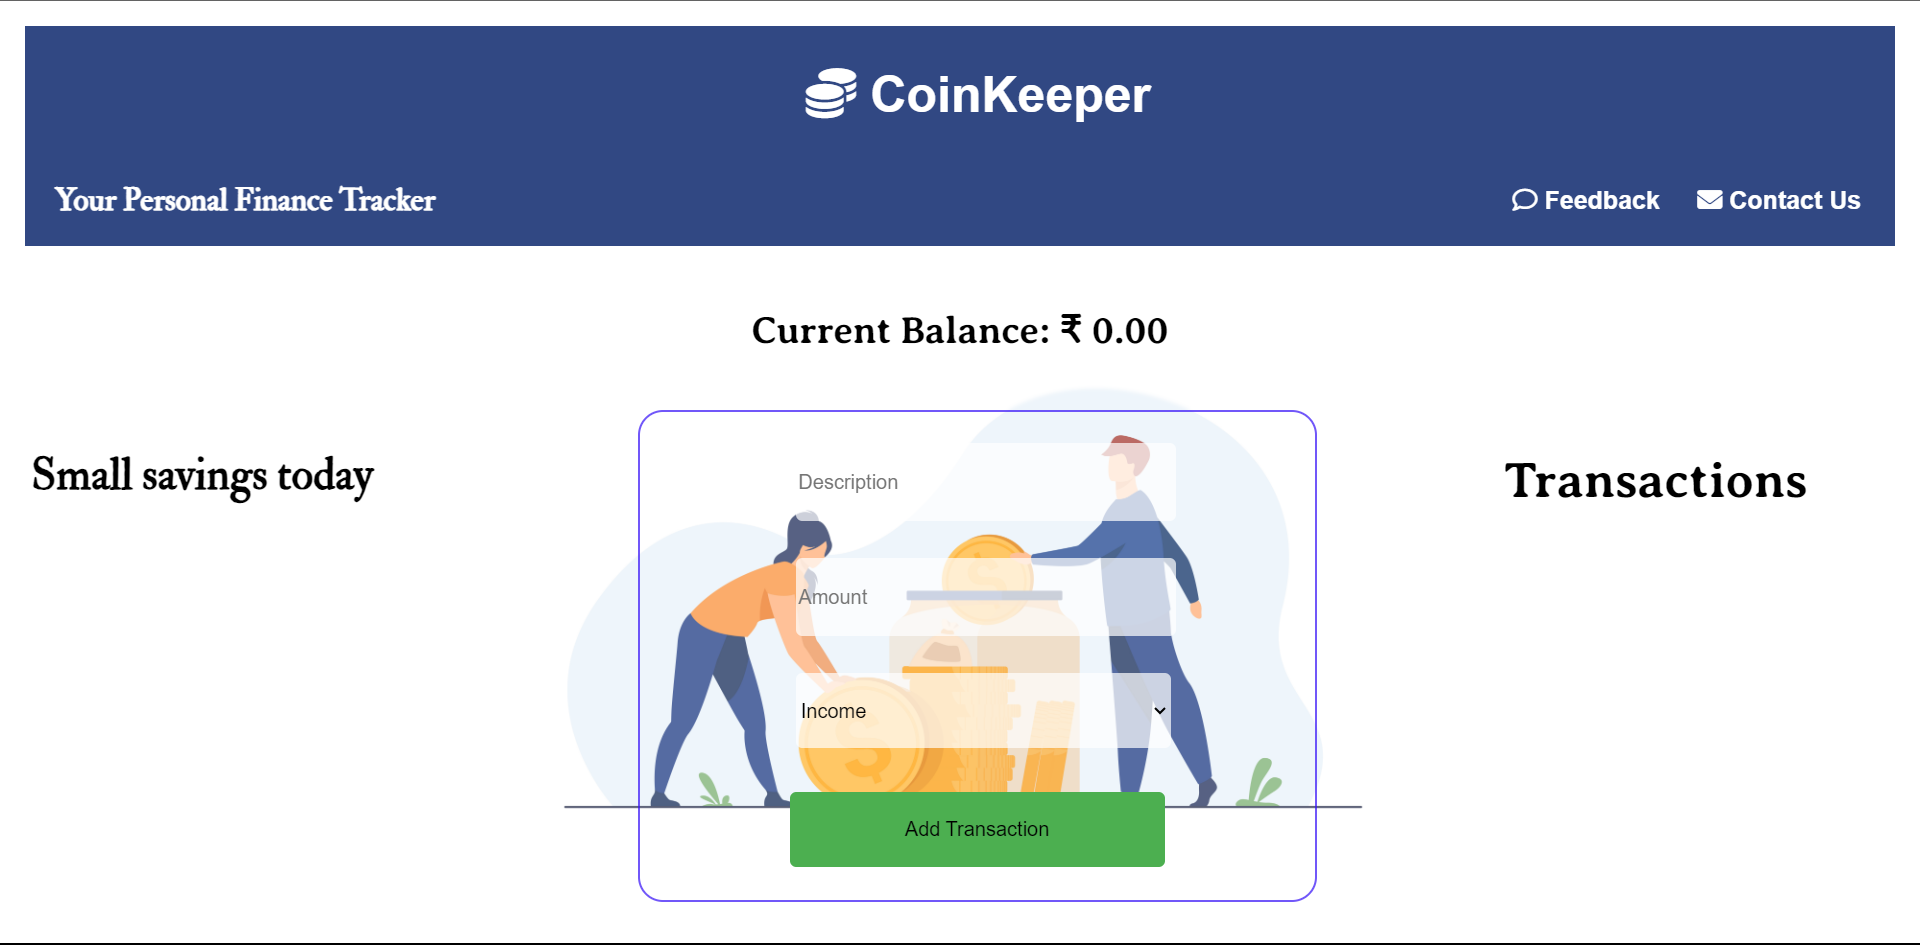 CoinKeeper
Your Personal Finance Tracker
Feedback
Contact Us
Current Balance: ₹ 0.00
Small savings today
Transactions
Description
Amount
Income
Add Transaction